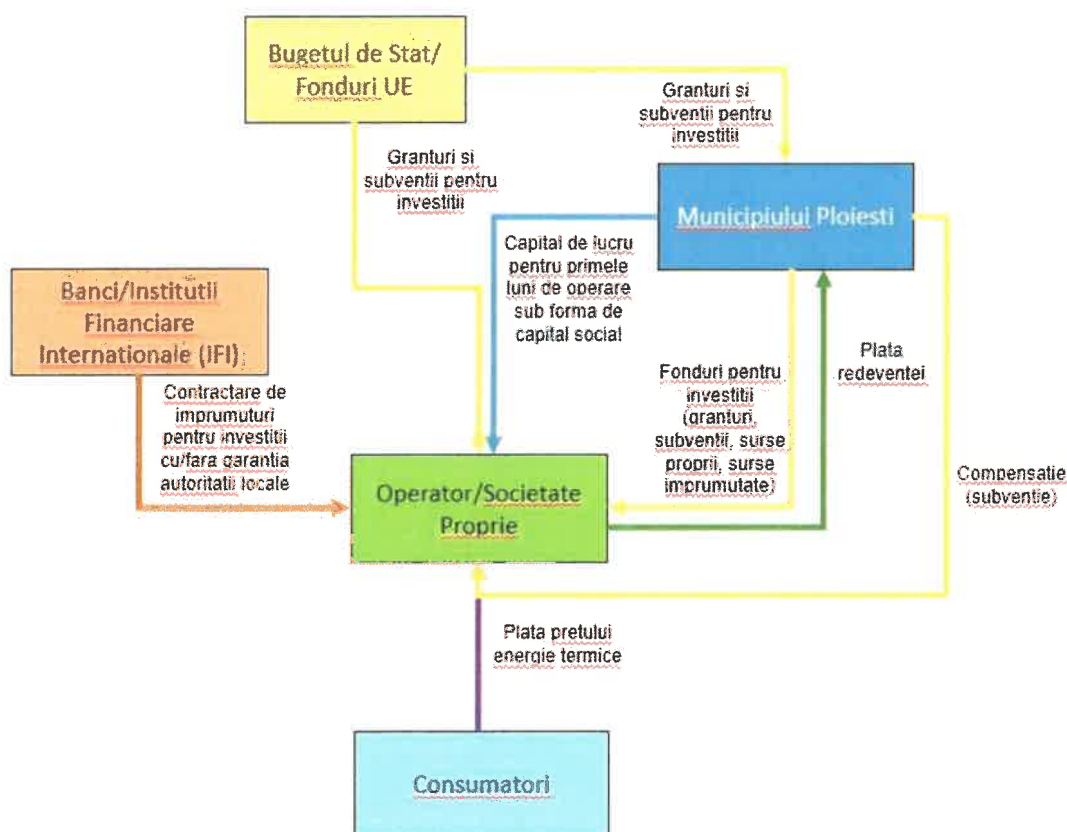 Bugetul de Stat/
Fonduri UE
Granturi si
subventii pentru
investitii
Granturi si
subventii pentru
investitii
Municipiului Ploiesti
Capital de lucru
pentru primele
luni de operare
sub forma de
capital social
Banci/Institutii
Financiare
Internationale (IFI)
Contractare de
imprumuturi
pentru investitii
cu/fara garantia
autoritatii locale
Fonduri pentru
investitii
(granturi,
subventii, surse
proprii, surse
imprumutate)
Plata
redeventei
Compensatie
(subventie)
Operator/Societate
Proprie
Plata pretului
energie termice
Consumatori